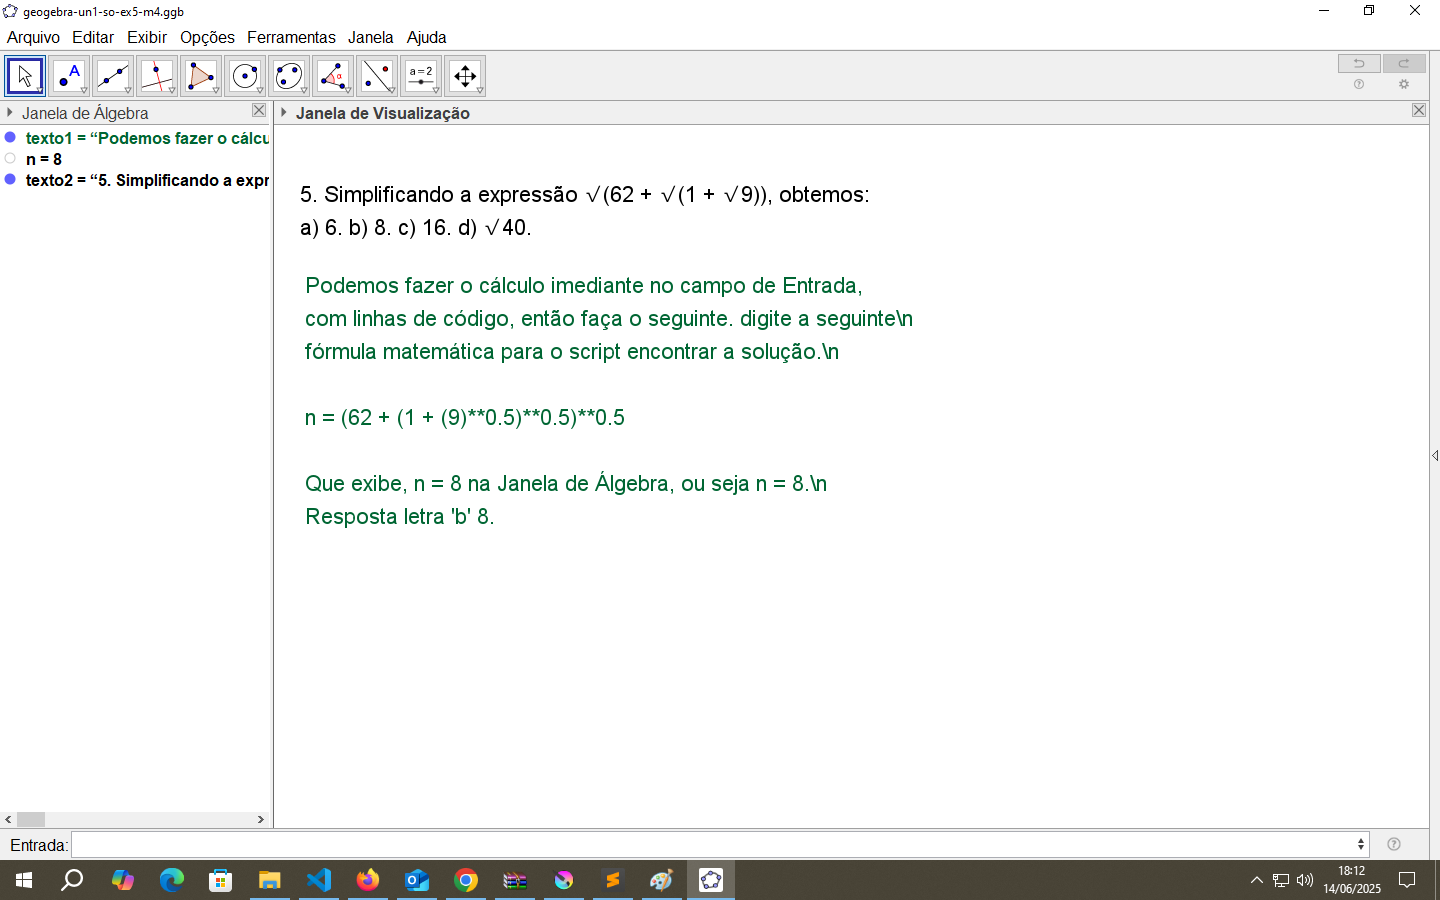 geogebra-un1-so-ex5-m4.ggb
Arquivo Editar Exibir Opções Ferramentas Janela Ajuda
A
α
a=2
Janela de Álgebra
Janela de Visualização
texto1 = “Podemos fazer o cálcu
n = 8
texto2 = “5. Simplificando a expr
5. Simplificando a expressão √(62 + √(1 + √9)), obtemos:
a) 6. b) 8. c) 16. d) √40.
Podemos fazer o cálculo imediante no campo de Entrada,
com linhas de código, então faça o seguinte. digite a seguinte\n
fórmula matemática para o script encontrar a solução.\n
n = (62 + (1 + (9)**0.5)**0.5)**0.5
Que exibe, n = 8 na Janela de Álgebra, ou seja n = 8.\n
Resposta letra 'b' 8.
Entrada:
18:12
14/06/2025